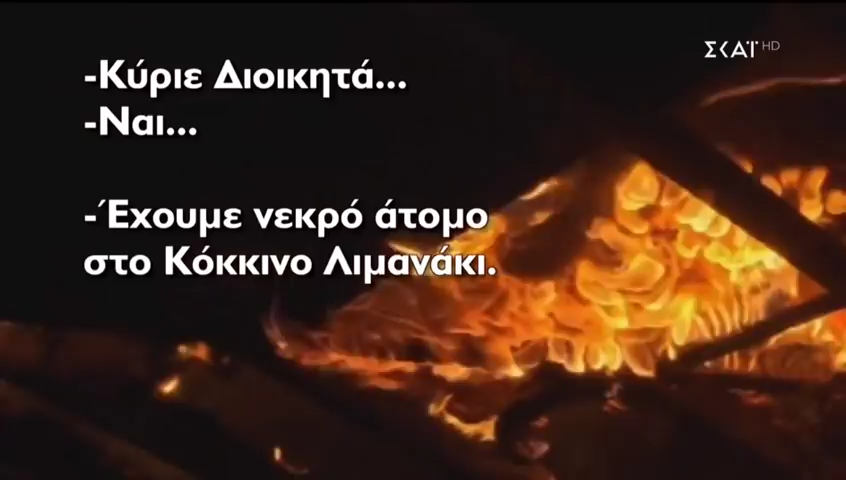 ΣΚΑΪ HD
-Κύριε Διοικητά...
-Ναι...
-Έχουμε νεκρό άτομο
στο Κόκκινο Λιμανάκι.